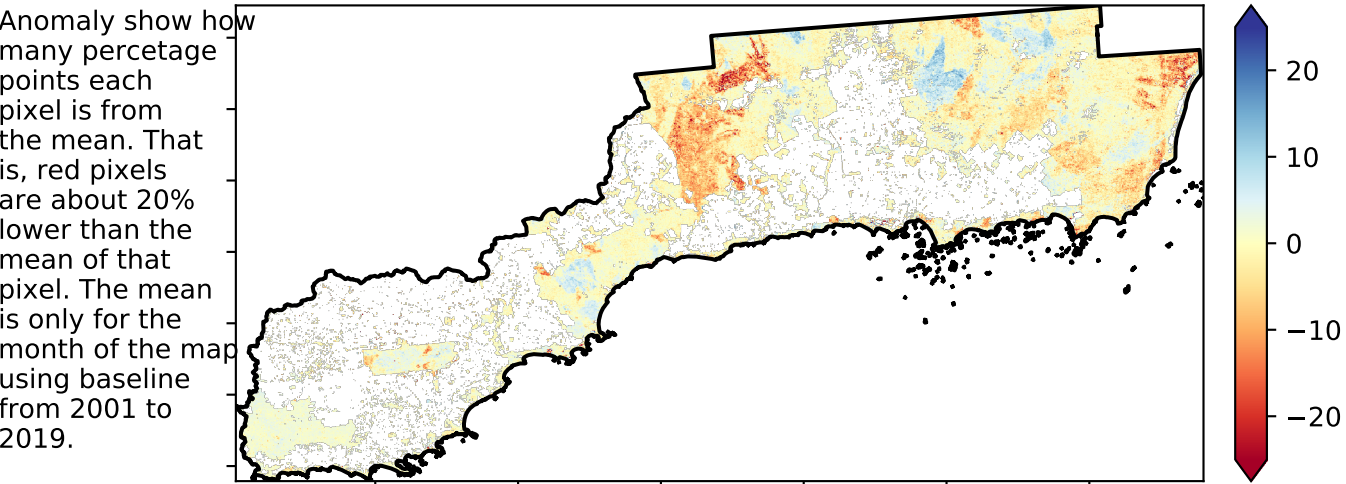 Anomaly show how
many percetage
points each
pixel is from
the mean. That
is, red pixels
are about 20%
lower than the
mean of that
pixel. The mean
is only for the
month of the map
using baseline
from 2001 to
2019.
20
10
0
−10
−20